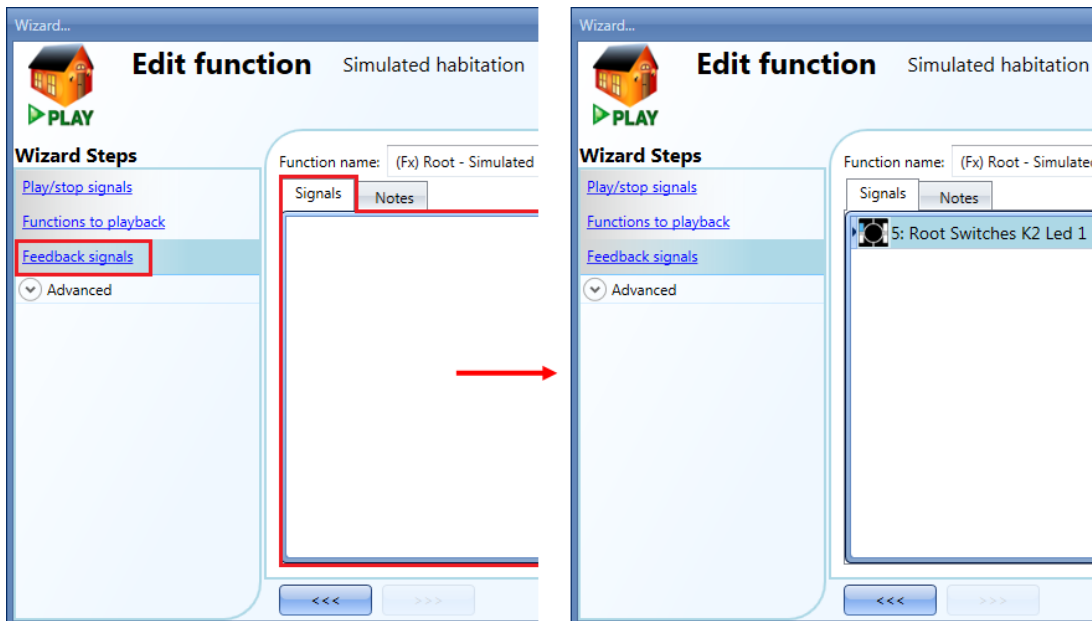 Wizard...
Edit function Simulated habitation
PLAY
Wizard Steps
Play/stop signals
Functions to playback
Feedback signals
Advanced
Function name: (Fx) Root - Simulated
Signals Notes
<<< >>>
Wizard...
Edit function Simulated habitation
PLAY
Wizard Steps
Play/stop signals
Functions to playback
Feedback signals
Advanced
Function name: (Fx) Root - Simulated
Signals Notes
5: Root Switches K2 Led 1
<<< >>>